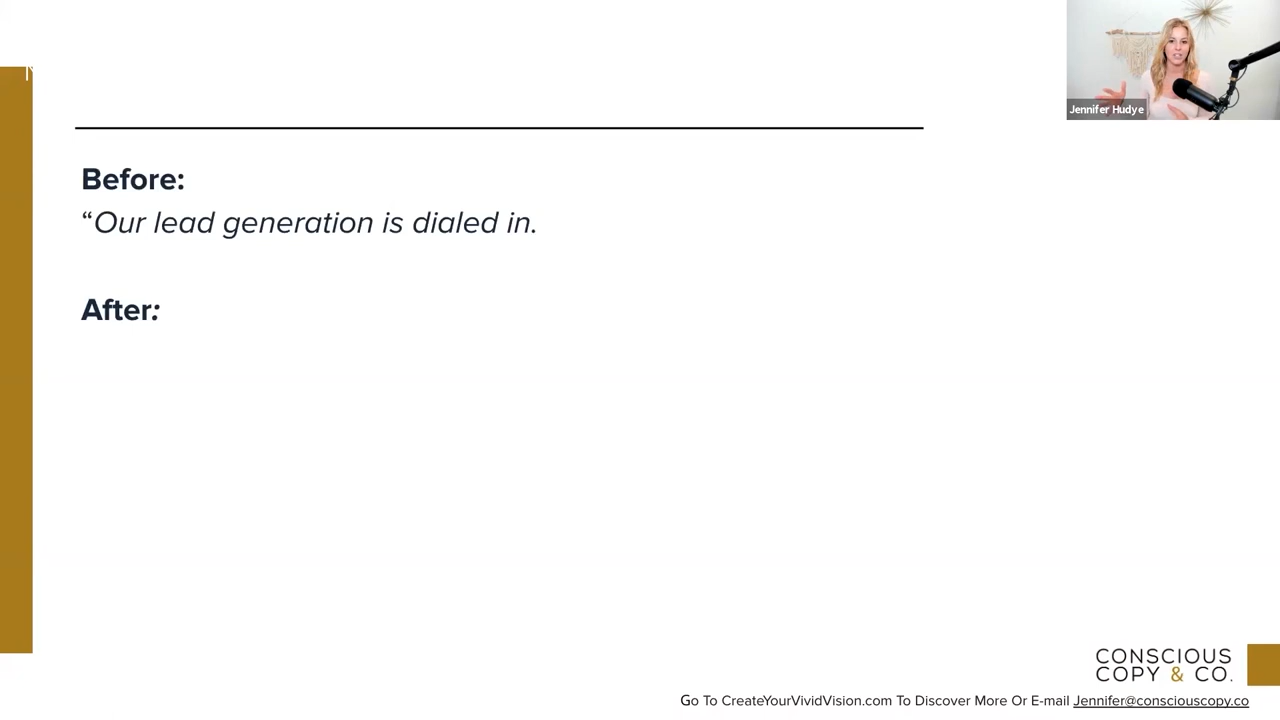 Jennifer Hudye
Before:
“Our lead generation is dialed in.
After:
CONSCIOUS
COPY & CO.
Go To CreateYourVividVision.com To Discover More Or E-mail Jennifer@consciouscopy.co